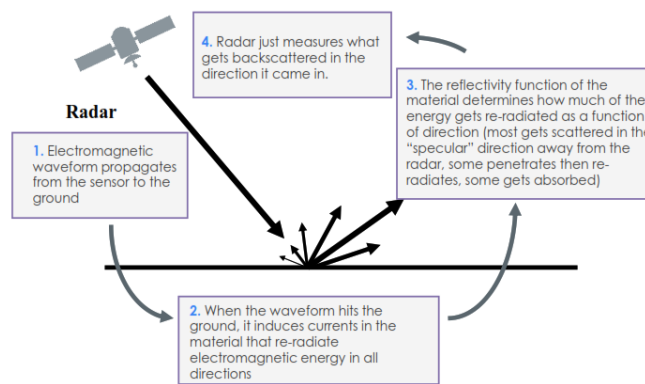 Radar
1. Electromagnetic
waveform propagates
from the sensor to the
ground
2. When the waveform hits the
ground, it induces currents in the
material that re-radiate
electromagnetic energy in all
directions
3. The reflectivity function of the
material determines how much of the
energy gets re-radiated as a function
of direction (most gets scattered in the
“specular” direction away from the
radar, some penetrates then re-
radiates, some gets absorbed)
4. Radar just measures what
gets backscattered in the
direction it came in.